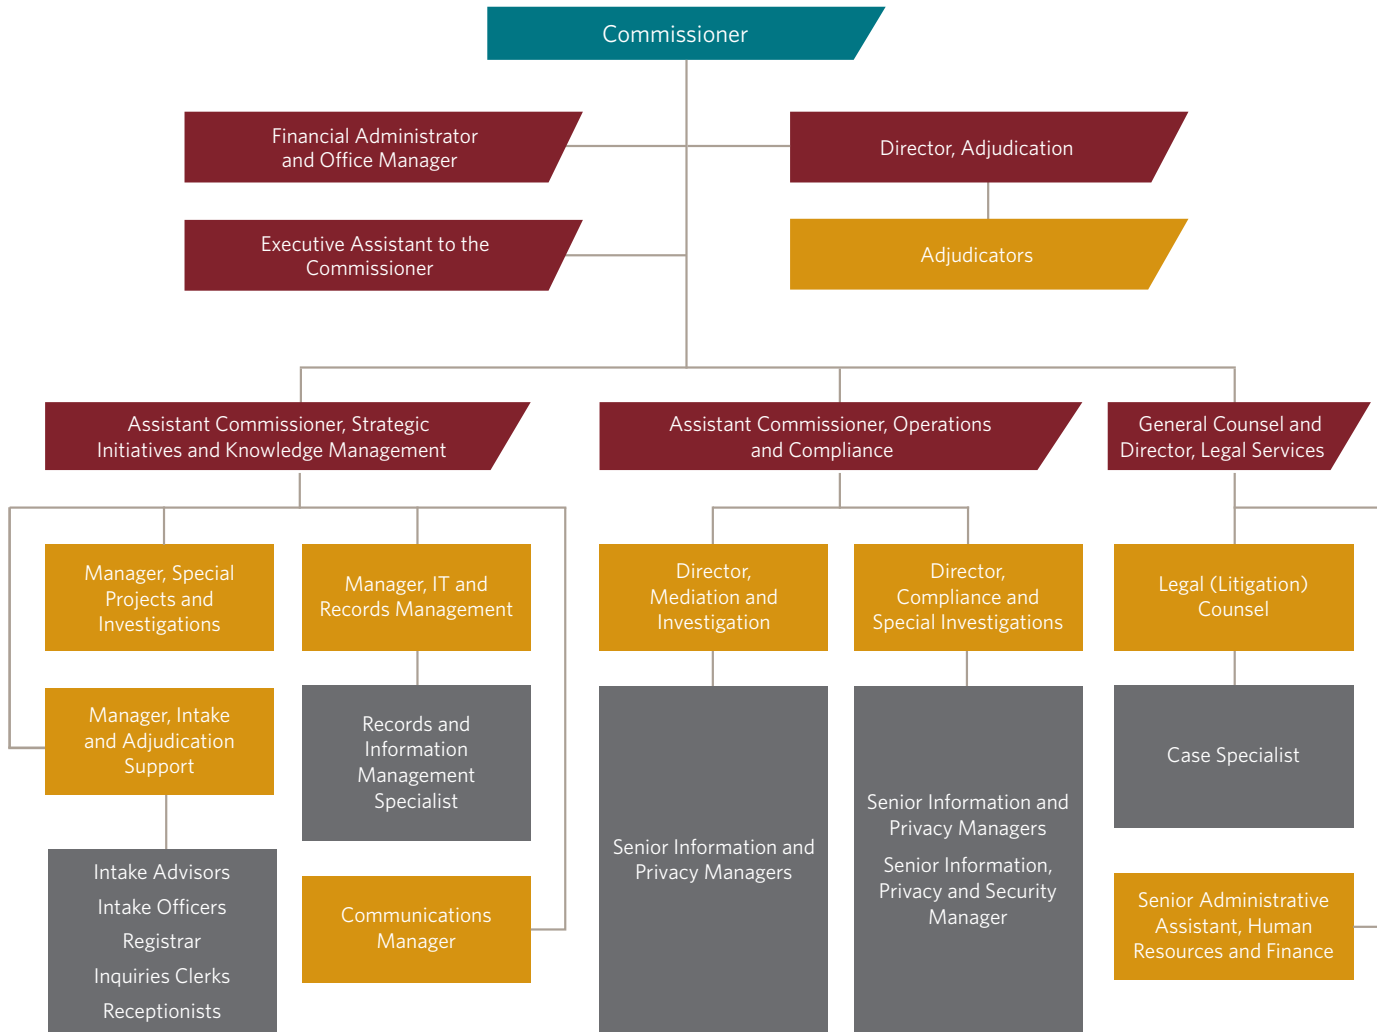 Commissioner
Financial Administrator
and Office Manager
Director, Adjudication
Executive Assistant to the
Commissioner
Adjudicators
Assistant Commissioner, Strategic
Initiatives and Knowledge Management
Assistant Commissioner, Operations
and Compliance
General Counsel and
Director, Legal Services
Manager, Special
Projects and
Investigations
Manager, IT and
Records Management
Director,
Mediation and
Investigation
Director,
Compliance and
Special Investigations
Legal (Litigation)
Counsel
Manager, Intake
and Adjudication
Support
Records and
Information
Management
Specialist
Senior Information and
Privacy Managers
Senior Information and
Privacy Managers
Senior Information,
Privacy and Security
Manager
Case Specialist
Intake Advisors
Intake Officers
Registrar
Inquiries Clerks
Receptionists
Communications
Manager
Senior Administrative
Assistant, Human
Resources and Finance